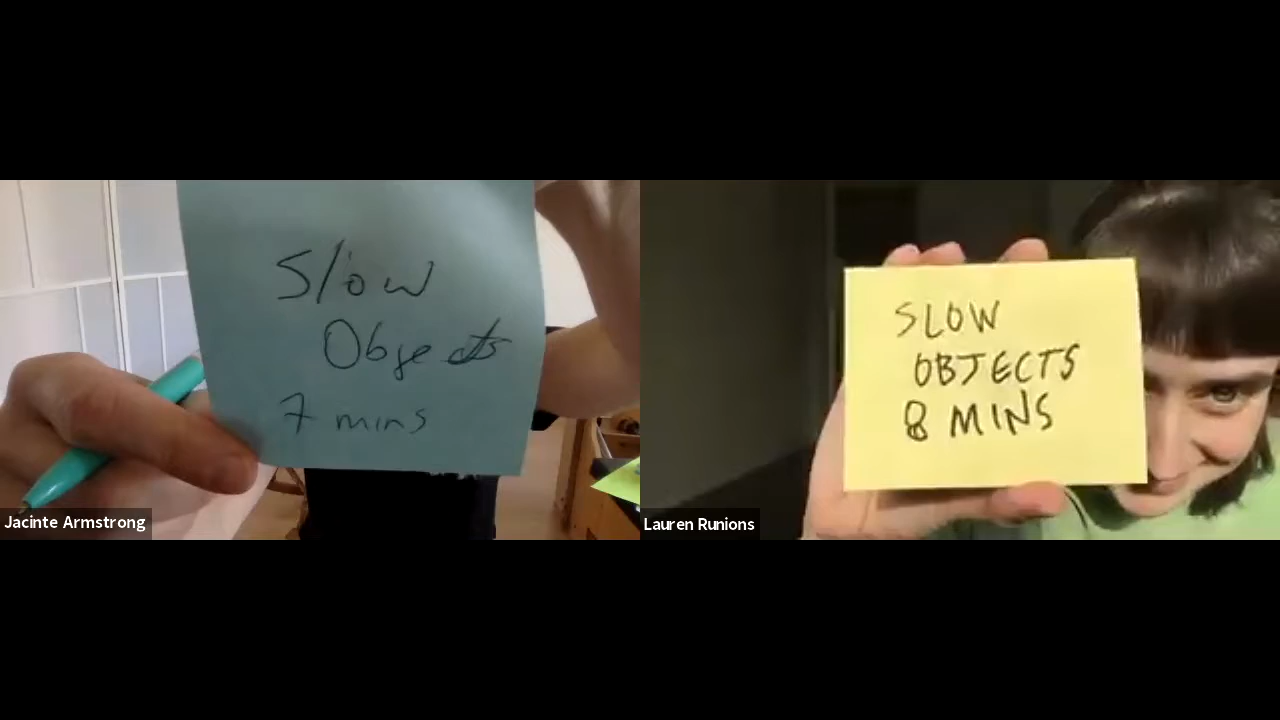 Slow
Objects
7 mins
Jacinte Armstrong
SLOW
OBJECTS
8 MINS
Lauren Runions